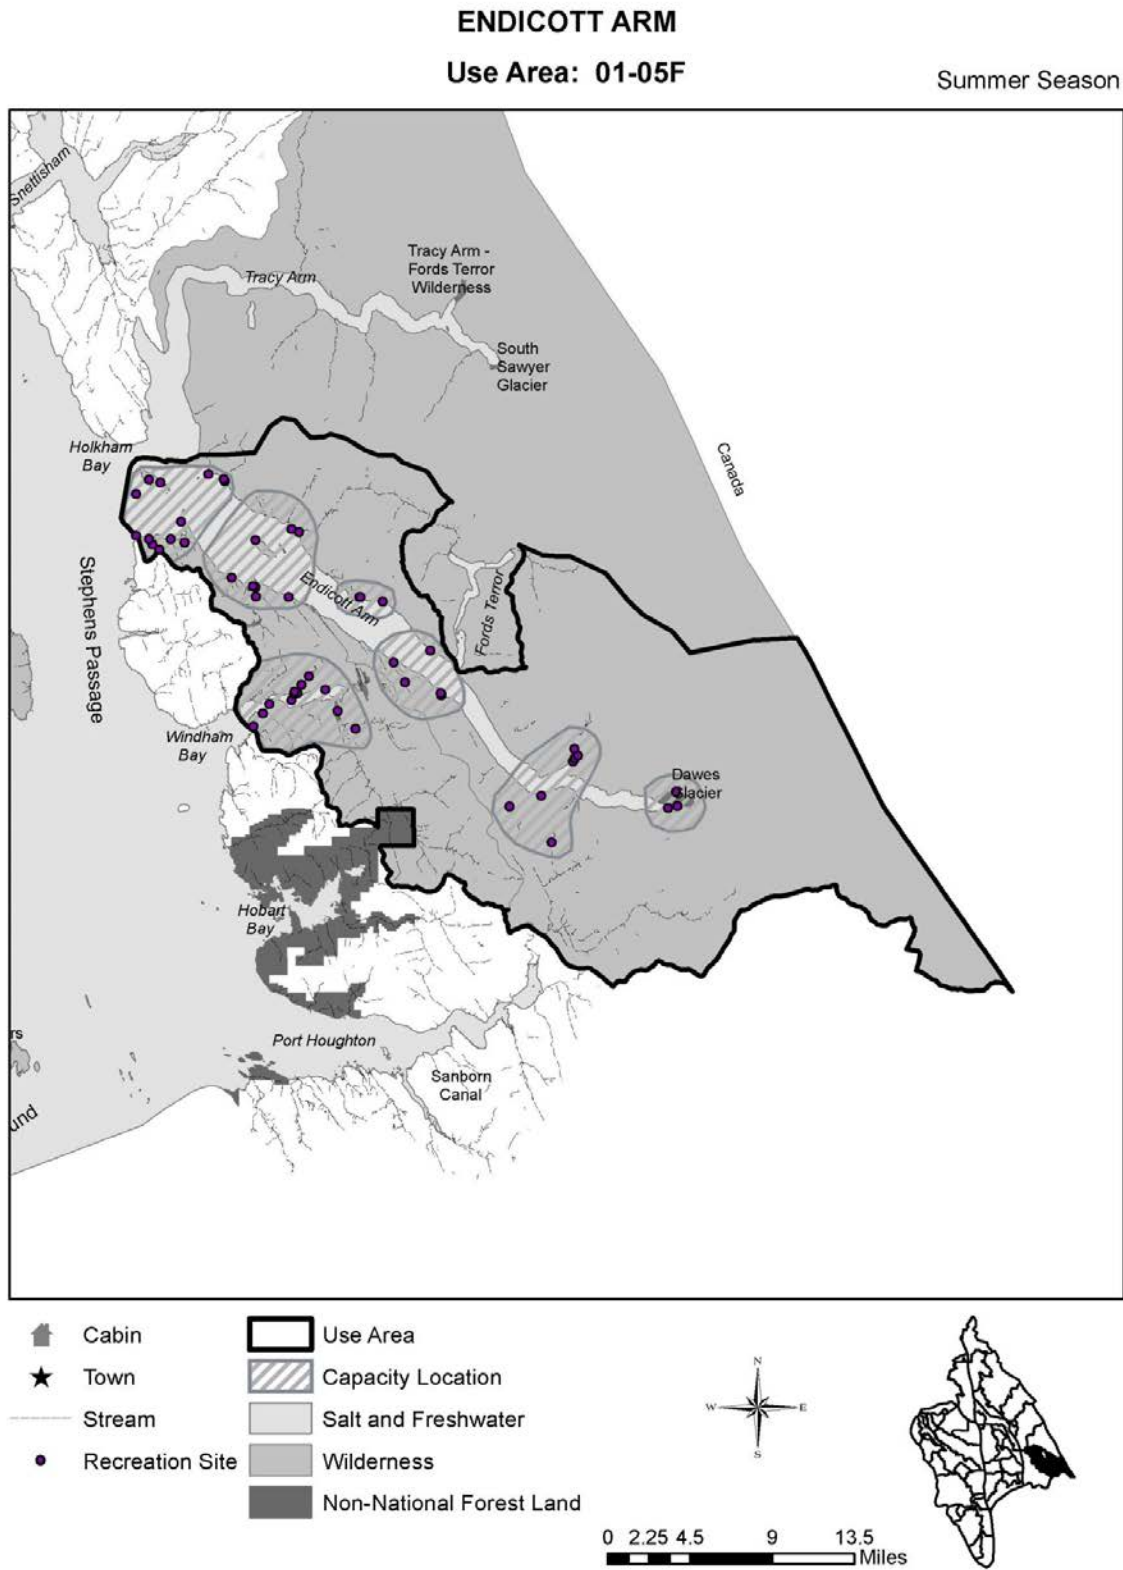 ENDICOTT ARM
Use Area: 01-05F
Summer Season
Snettisham
Tracy Arm -
Fords Terror
Wilderness
Tracy Arm
South
Sawyer
Glacier
Holkham
Bay
Canada
Stephens Passage
Endicott Arm
Fords Terror
Windham
Bay
Dawes
Glacier
Hobart
Bay
rs
Port Houghton
Sanborn
Canal
und
Cabin
Town
Stream
Recreation Site
Use Area
Capacity Location
Salt and Freshwater
Wilderness
Non-National Forest Land
N
W E
S
0 2.25 4.5 9 13.5
Miles